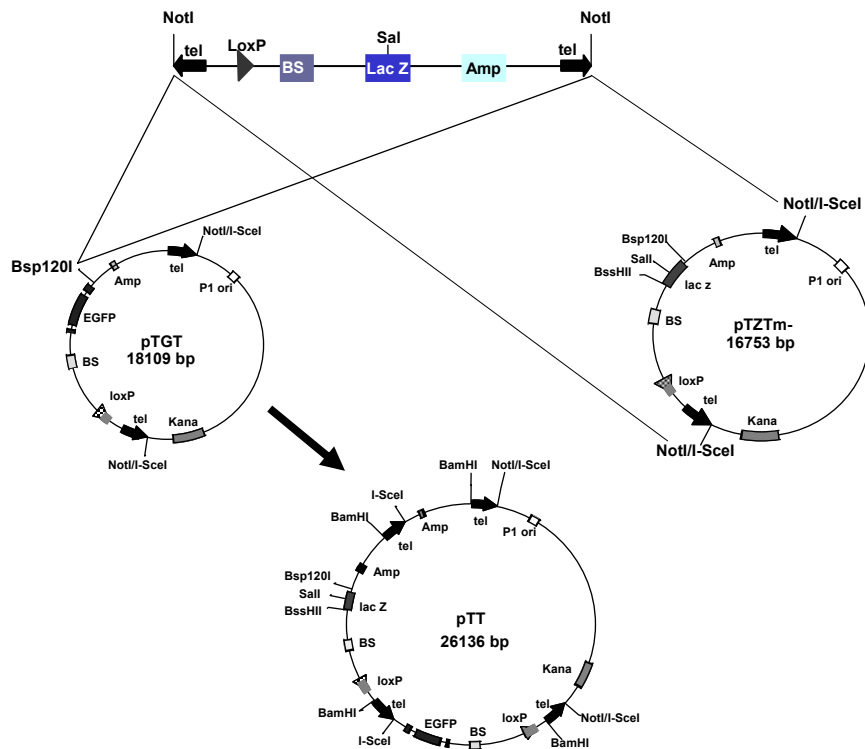 NotI
NotI
tel
LoxP
Sal
tel
BS
Lac Z
Amp
NotI/I-SceI
NotI/I-SceI
Bsp120I
Amp
tel
P1 ori
EGFP
pTGT
18109 bp
BS
loxP
tel
Kana
NotI/I-SceI
Bsp120I
SalI
BssHII
Amp
tel
P1 ori
lac z
BS
pTZTm-
16753 bp
loxP
tel
Kana
NotI/I-SceI
BamHI
NotI/I-SceI
I-SceI
BamHI
Amp
tel
P1 ori
tel
Amp
Bsp120I
SalI
BssHII
lac Z
pTT
26136 bp
BS
Kana
loxP
tel
tel
loxP
NotI/I-SceI
BamHI
I-SceI
EGFP
BS
BamHI